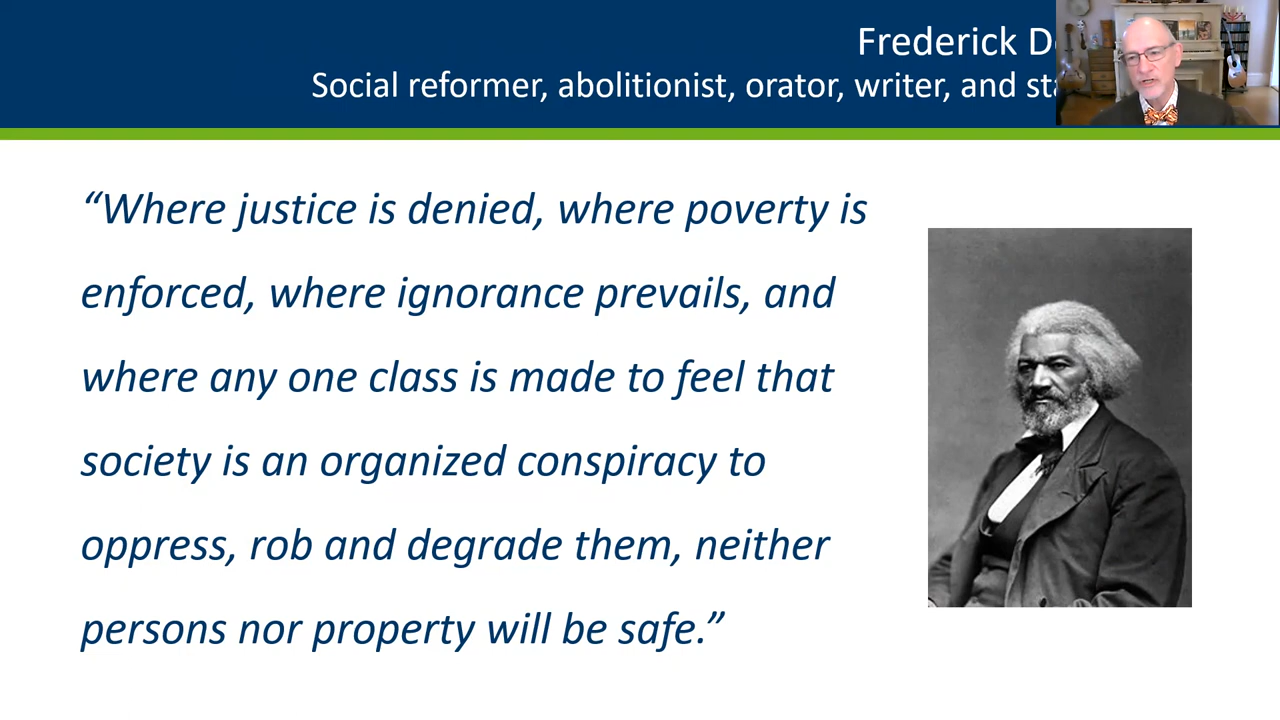 Frederick
Social reformer, abolitionist, orator, writer, and
“Where justice is denied, where poverty is
enforced, where ignorance prevails, and
where any one class is made to feel that
society is an organized conspiracy to
oppress, rob and degrade them, neither
persons nor property will be safe.”